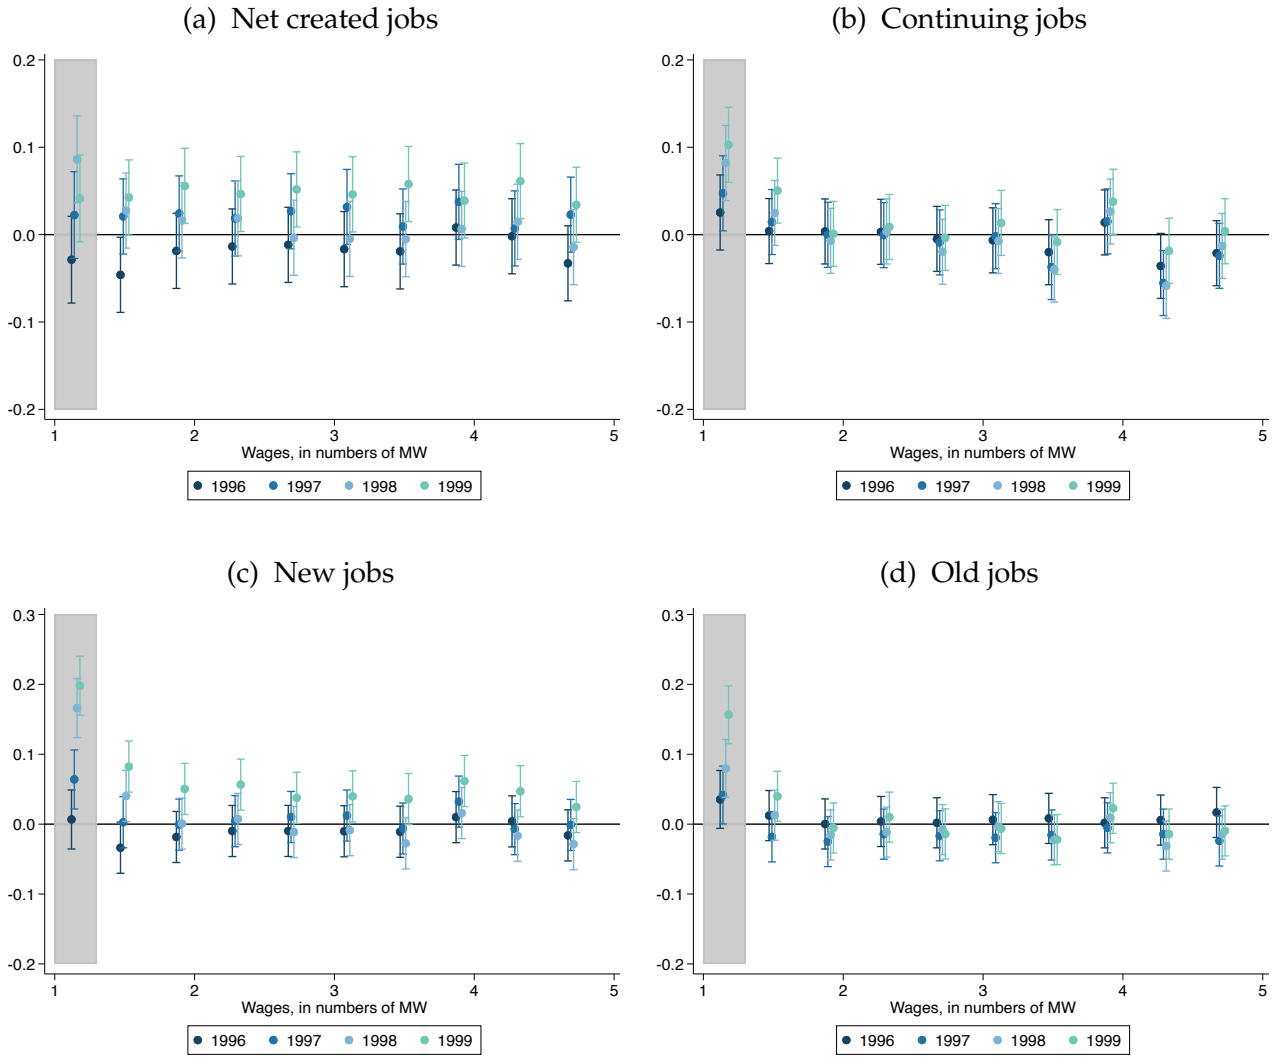 (a) Net created jobs
0.2
0.1
0.0
-0.1
-0.2
1 2 3 4 5
Wages, in numbers of MW
1996 1997 1998 1999
(b) Continuing jobs
0.2
0.1
0.0
-0.1
-0.2
1 2 3 4 5
Wages, in numbers of MW
1996 1997 1998 1999
(c) New jobs
0.3
0.2
0.1
0.0
-0.1
-0.2
1 2 3 4 5
Wages, in numbers of MW
1996 1997 1998 1999
(d) Old jobs
0.3
0.2
0.1
0.0
-0.1
-0.2
1 2 3 4 5
Wages, in numbers of MW
1996 1997 1998 1999